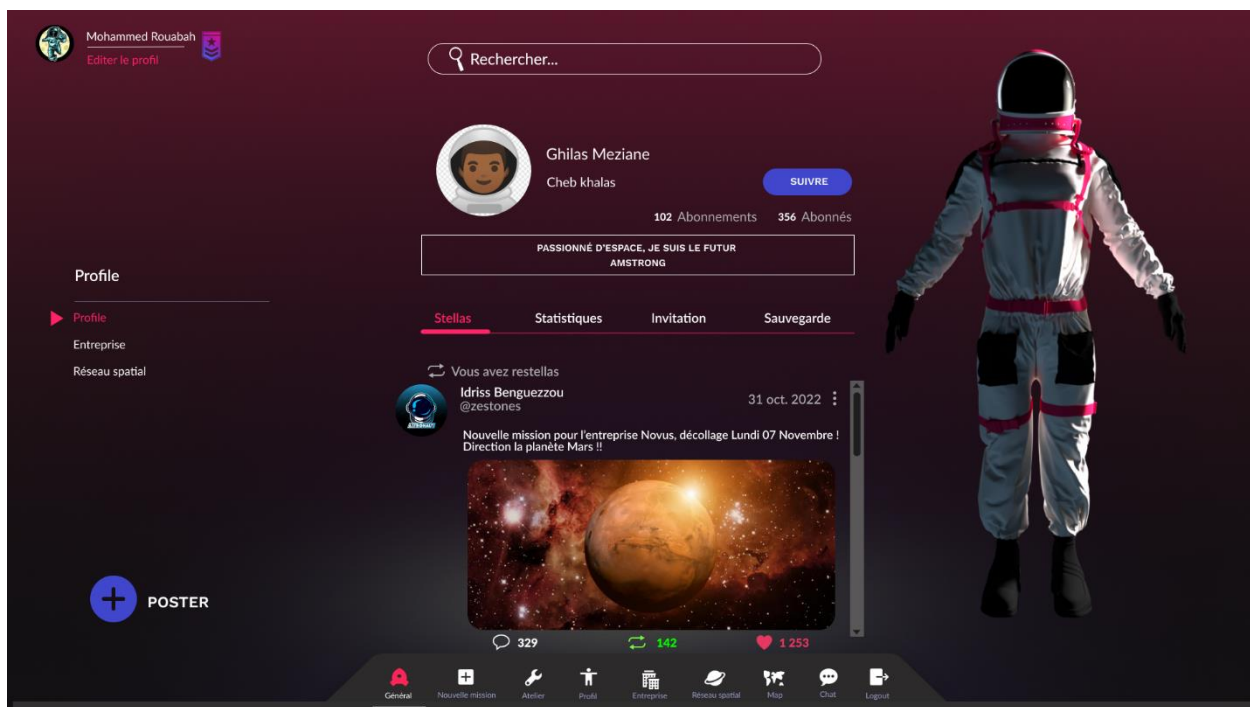 Mohammed Rouabah
Editer le profil
Rechercher...
Ghilas Meziane
Cheb khalas
SUIVRE
102 Abonnements 356 Abonnés
PASSIONNÉ D'ESPACE, JE SUIS LE FUTUR
AMSTRONG
Profile
Profile
Entreprise
Réseau spatial
Stellas Statistiques Invitation Sauvegarde
Vous avez restellas
Idriss Benguezzou
@zestones
31 oct. 2022
Nouvelle mission pour l'entreprise Novus, décollage Lundi 07 Novembre !
Direction la planète Mars !!
329 142 1 253
POSTER
Général Nouvelle mission Atelier Profil Entreprise Réseau spatial Map Chat Logout